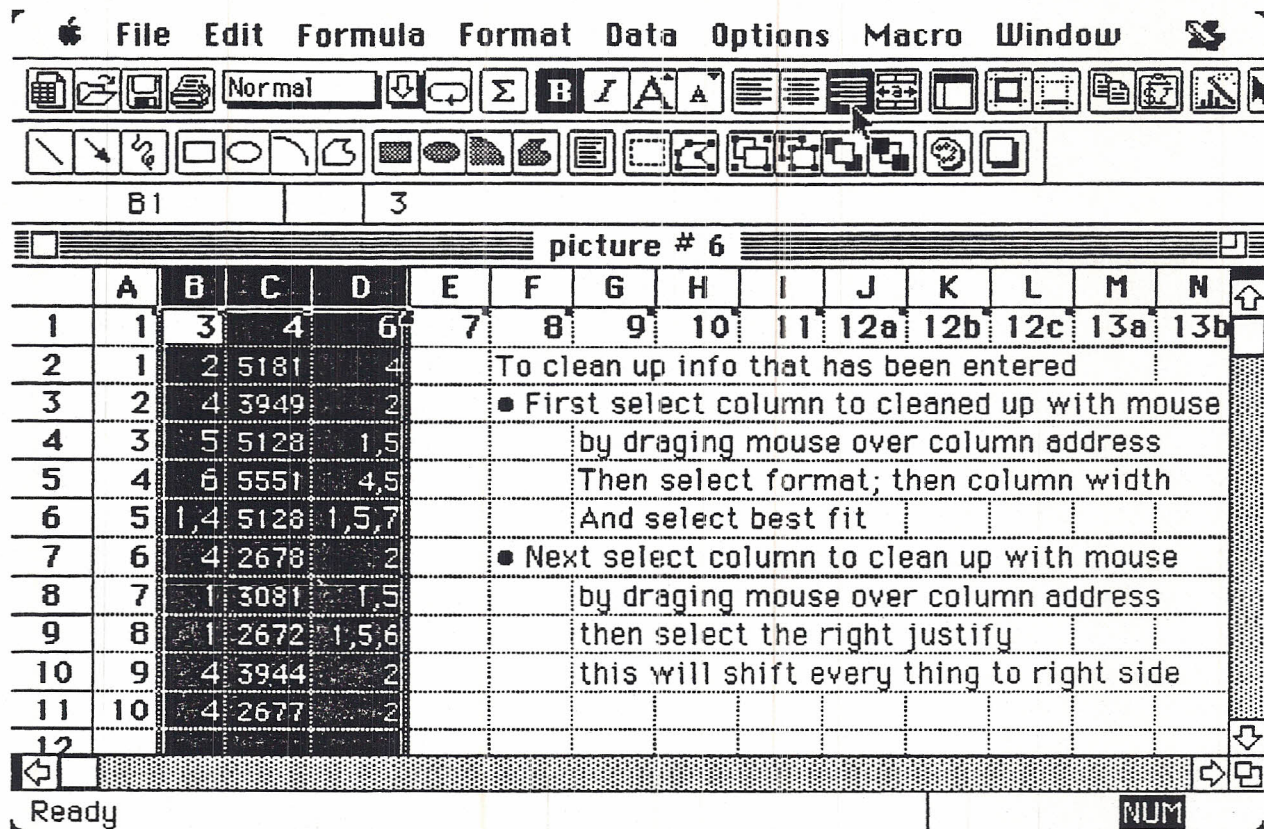 File Edit Formula Format Data Options Macro Window
Normal Σ B I A A a
B1 3
picture # 6
A B C D E F G H I J K L M N
1 1 3 4 6 7 8 9 10 11 12a 12b 12c 13a 13b
2 1 2 5181 4 To clean up info that has been entered
3 2 4 3949 2 • First select column to cleaned up with mouse
4 3 5 5128 1,5 by draging mouse over column address
5 4 6 5551 4,5 Then select format; then column width
6 5 1,4 5128 1,5,7 And select best fit
7 6 4 2678 2 • Next select column to clean up with mouse
8 7 1 3081 1,5 by draging mouse over column address
9 8 1 2672 1,5,6 then select the right justify
10 9 4 3944 2 this will shift every thing to right side
11 10 4 2677 2
12
Ready NUM